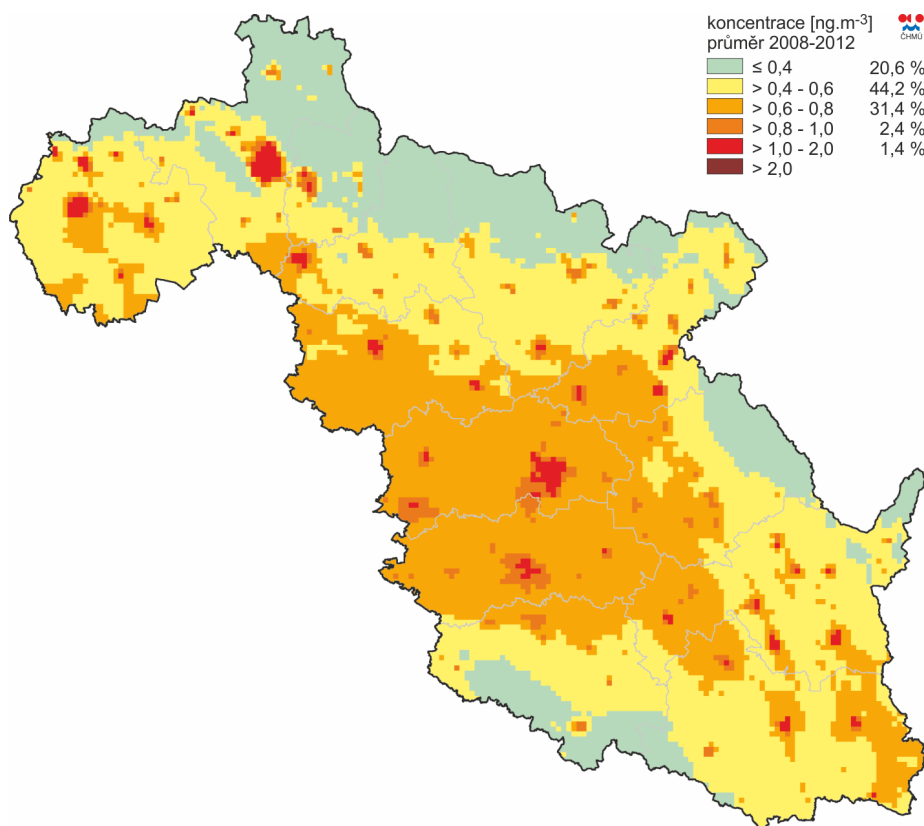 koncentrace [ng.m-3]
průměr 2008-2012
ČHMÚ
≤ 0,4 20,6 %
> 0,4 - 0,6 44,2 %
> 0,6 - 0,8 31,4 %
> 0,8 - 1,0 2,4 %
> 1,0 - 2,0 1,4 %
> 2,0